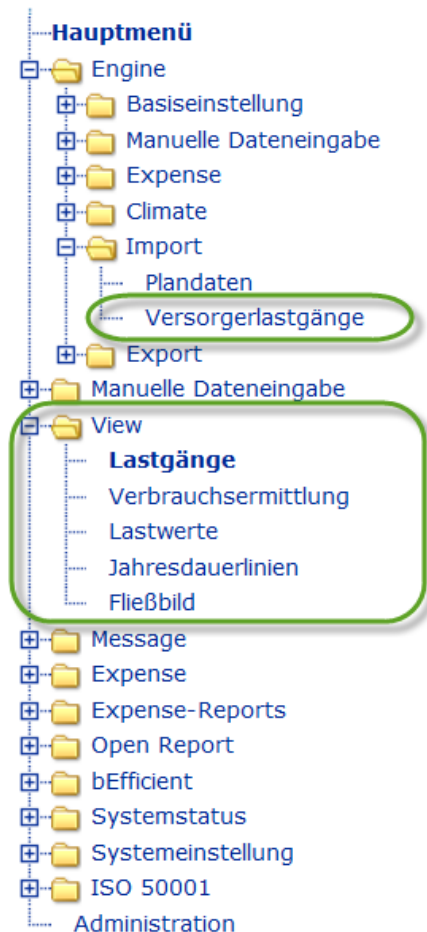 Hauptmenü
Engine
Basiseinstellung
Manuelle Dateneingabe
Expense
Climate
Import
Plandaten
Versorgerlastgänge
Export
Manuelle Dateneingabe
View
Lastgänge
Verbrauchsermittlung
Lastwerte
Jahresdauerlinien
Fließbild
Message
Expense
Expense-Reports
Open Report
bEfficient
Systemstatus
Systemeinstellung
ISO 50001
Administration